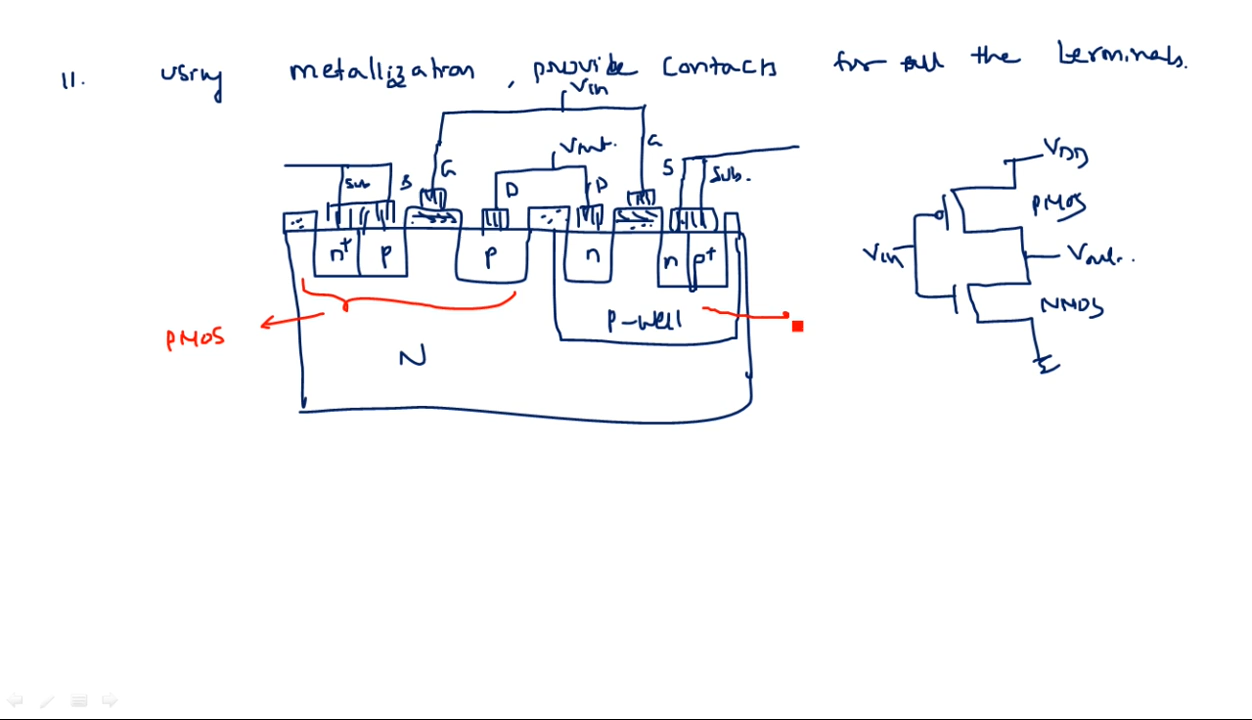 11. using metallization, provide contacts for all the terminals.
Vin
G G
Vout.
Sub S D D S Sub.
n+ p p n n p+
P-well
N
PMOS
VDD
PMOS
Vin Vout.
NMOS